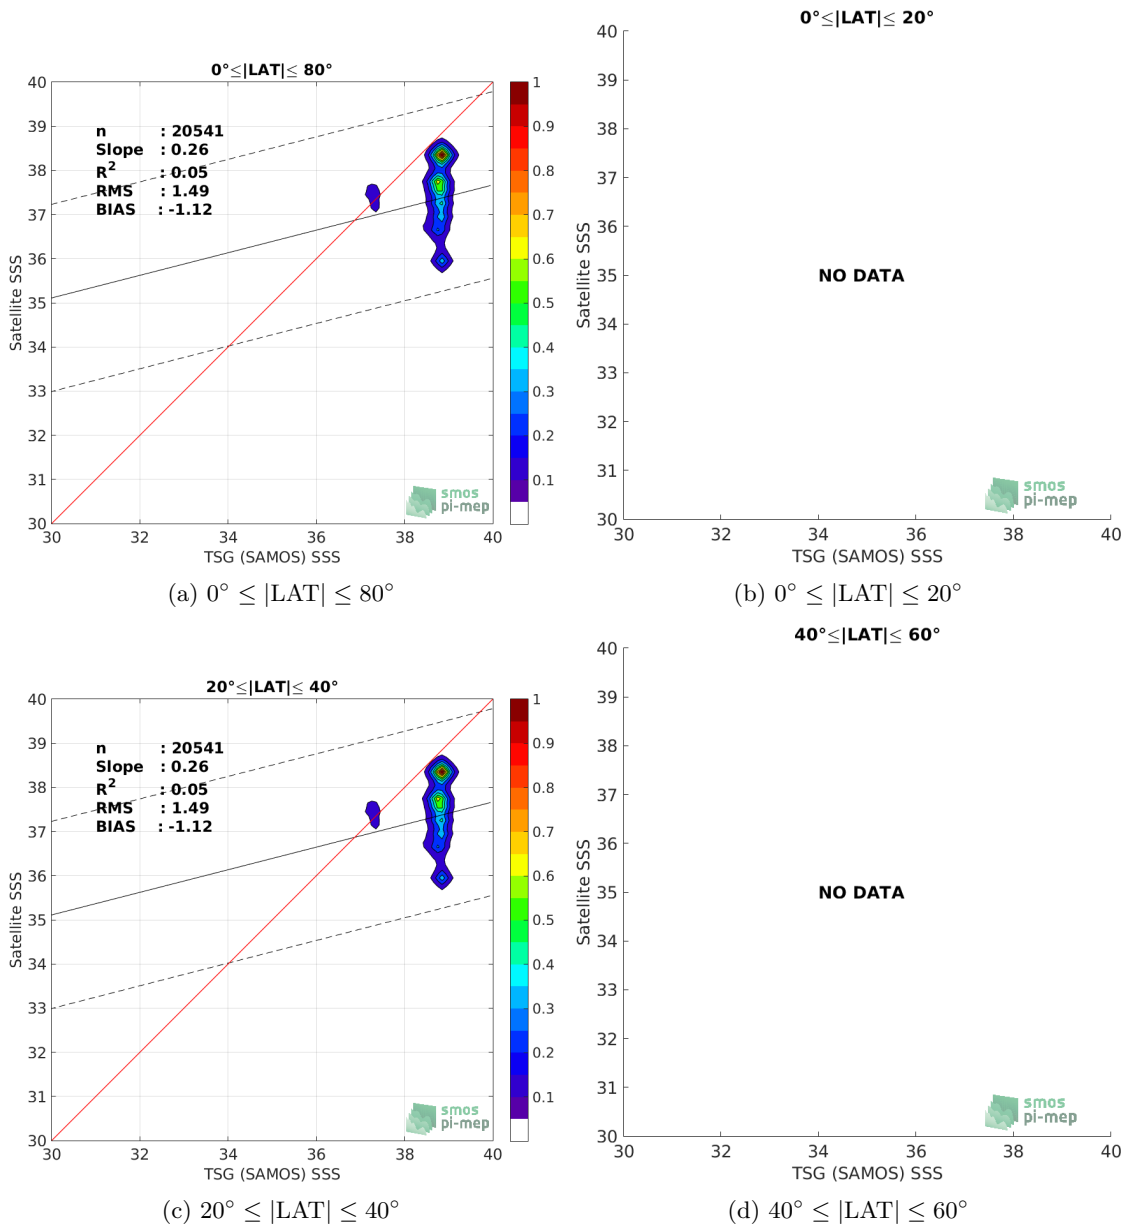 0°≤|LAT|≤ 80°
n : 20541
Slope : 0.26
R² : 0.05
RMS : 1.49
BIAS : -1.12
40
39
38
37
36
35
34
33
32
31
30
Satellite SSS
30 32 34 36 38 40
TSG (SAMOS) SSS
1
0.9
0.8
0.7
0.6
0.5
0.4
0.3
0.2
0.1
smos
pi-mep
(a) 0° ≤ |LAT| ≤ 80°
0°≤|LAT|≤ 20°
40
39
38
37
36
35
34
33
32
31
30
Satellite SSS
NO DATA
smos
pi-mep
30 32 34 36 38 40
TSG (SAMOS) SSS
(b) 0° ≤ |LAT| ≤ 20°
20°≤|LAT|≤ 40°
n : 20541
Slope : 0.26
R² : 0.05
RMS : 1.49
BIAS : -1.12
40
39
38
37
36
35
34
33
32
31
30
Satellite SSS
30 32 34 36 38 40
TSG (SAMOS) SSS
1
0.9
0.8
0.7
0.6
0.5
0.4
0.3
0.2
0.1
smos
pi-mep
(c) 20° ≤ |LAT| ≤ 40°
40°≤|LAT|≤ 60°
40
39
38
37
36
35
34
33
32
31
30
Satellite SSS
NO DATA
smos
pi-mep
30 32 34 36 38 40
TSG (SAMOS) SSS
(d) 40° ≤ |LAT| ≤ 60°